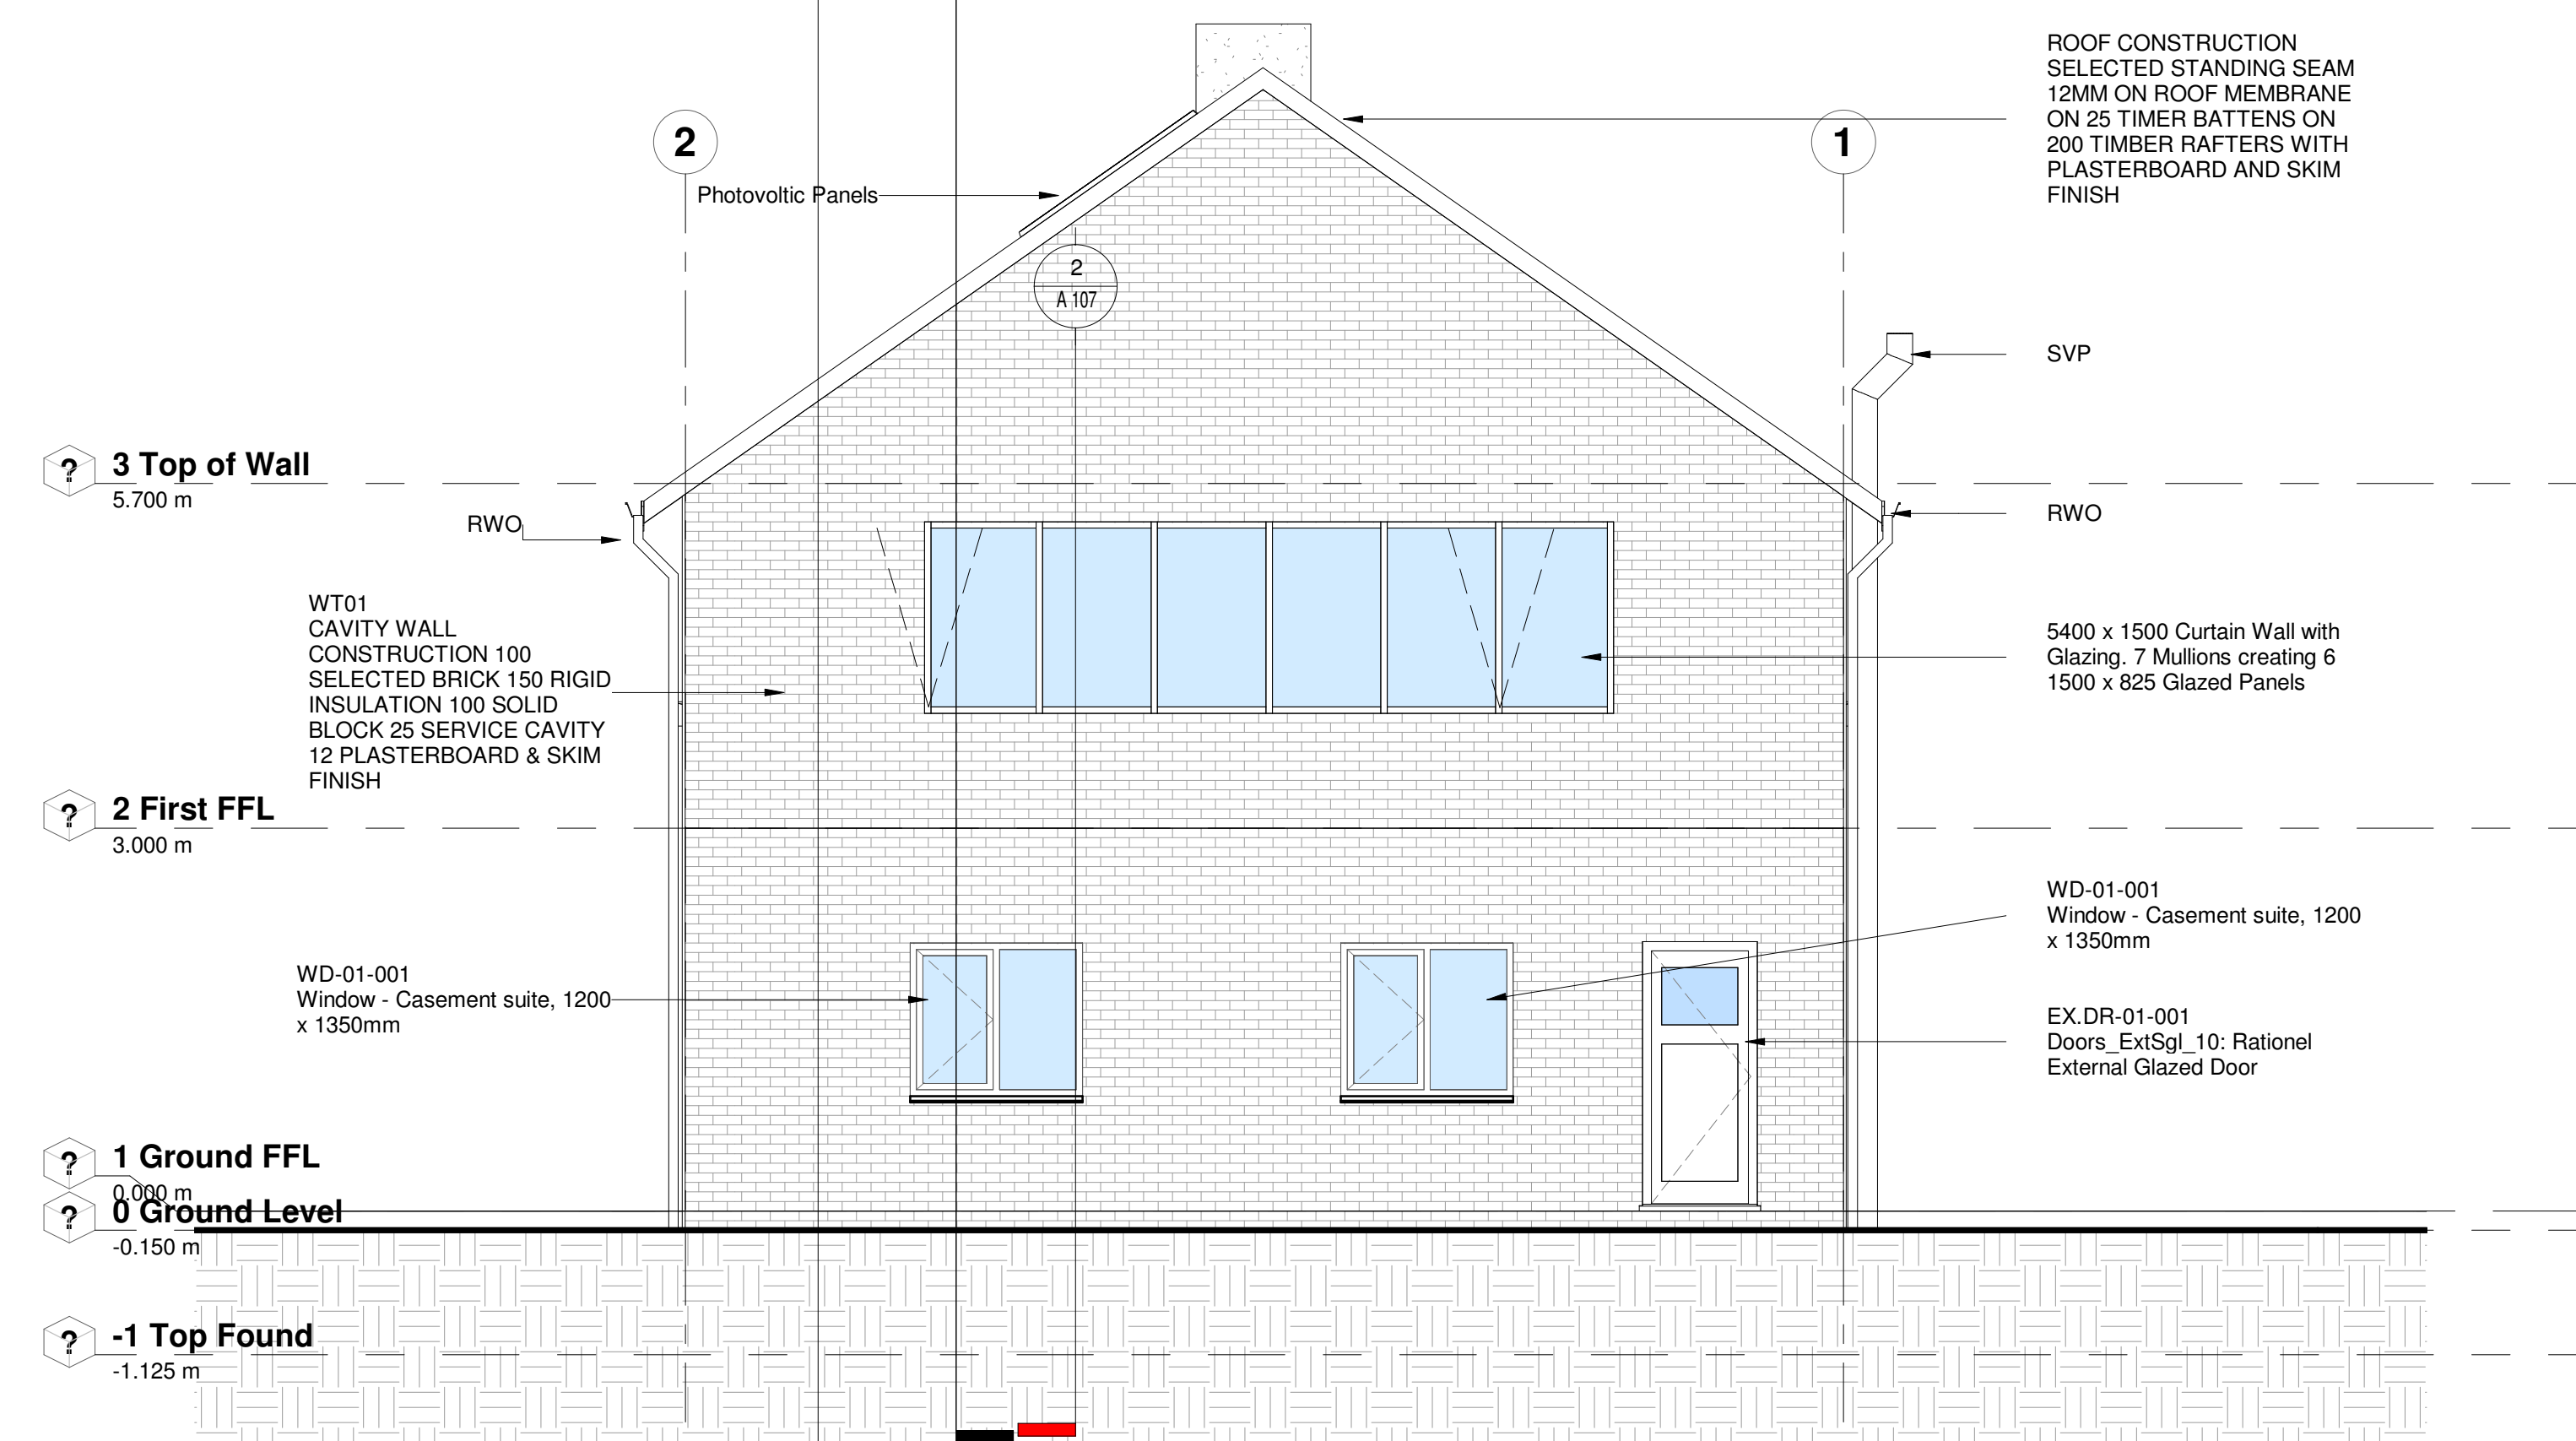 ROOF CONSTRUCTION
SELECTED STANDING SEAM
12MM ON ROOF MEMBRANE
ON 25 TIMER BATTENS ON
200 TIMBER RAFTERS WITH
PLASTERBOARD AND SKIM
FINISH
2
1
Photovoltic Panels
2
A 107
SVP
? 3 Top of Wall
5.700 m
RWO
RWO
WT01
CAVITY WALL
CONSTRUCTION 100
SELECTED BRICK 150 RIGID
INSULATION 100 SOLID
BLOCK 25 SERVICE CAVITY
12 PLASTERBOARD & SKIM
FINISH
5400 x 1500 Curtain Wall with
Glazing. 7 Mullions creating 6
1500 x 825 Glazed Panels
? 2 First FFL
3.000 m
WD-01-001
Window - Casement suite, 1200
x 1350mm
WD-01-001
Window - Casement suite, 1200
x 1350mm
EX.DR-01-001
Doors_ExtSgl_10: Rationel
External Glazed Door
? 1 Ground FFL
0.000 m
? 0 Ground Level
-0.150 m
? -1 Top Found
-1.125 m